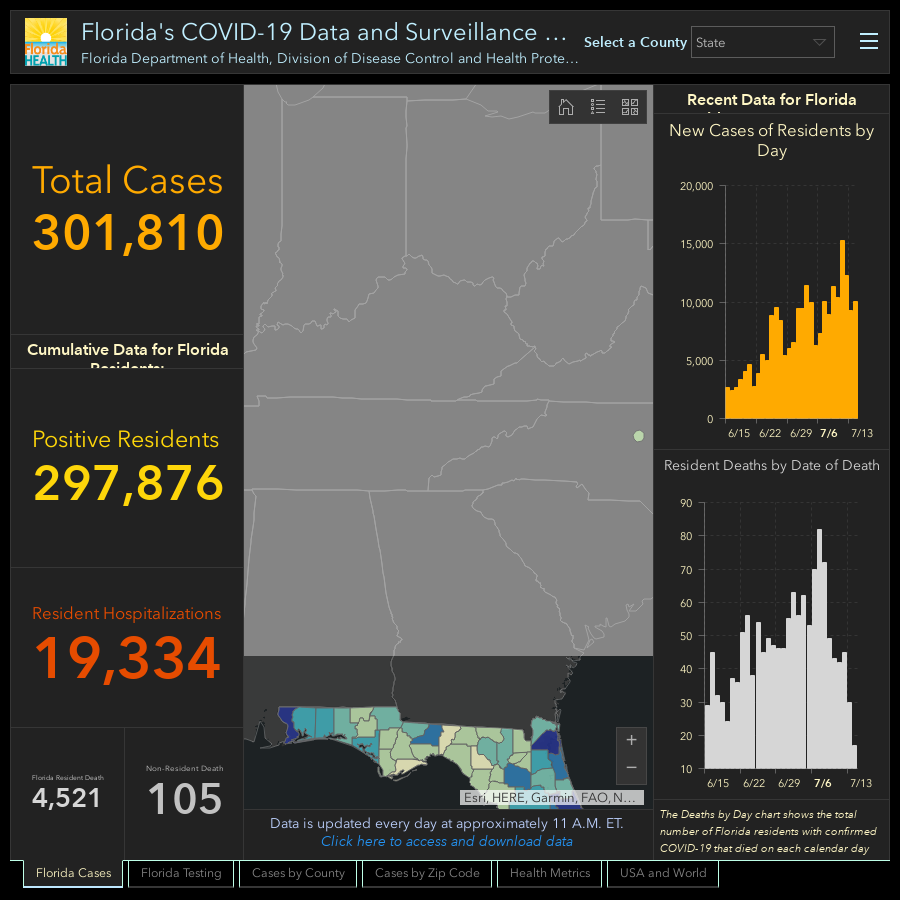 Florida
HEALTH
Florida's COVID-19 Data and Surveillance ...
Florida Department of Health, Division of Disease Control and Health Prote...
Select a County
State
Total Cases
301,810
Cumulative Data for Florida
Residents:
Positive Residents
297,876
Resident Hospitalizations
19,334
Florida Resident Death
4,521
Non-Resident Death
105
+
−
Esri, HERE, Garmin, FAO, N...
Data is updated every day at approximately 11 A.M. ET.
Click here to access and download data
Recent Data for Florida
New Cases of Residents by
Day
20,000
15,000
10,000
5,000
0
6/15 6/22 6/29 7/6 7/13
Resident Deaths by Date of Death
90
80
70
60
50
40
30
20
10
6/15 6/22 6/29 7/6 7/13
The Deaths by Day chart shows the total
number of Florida residents with confirmed
COVID-19 that died on each calendar day
Florida Cases
Florida Testing
Cases by County
Cases by Zip Code
Health Metrics
USA and World